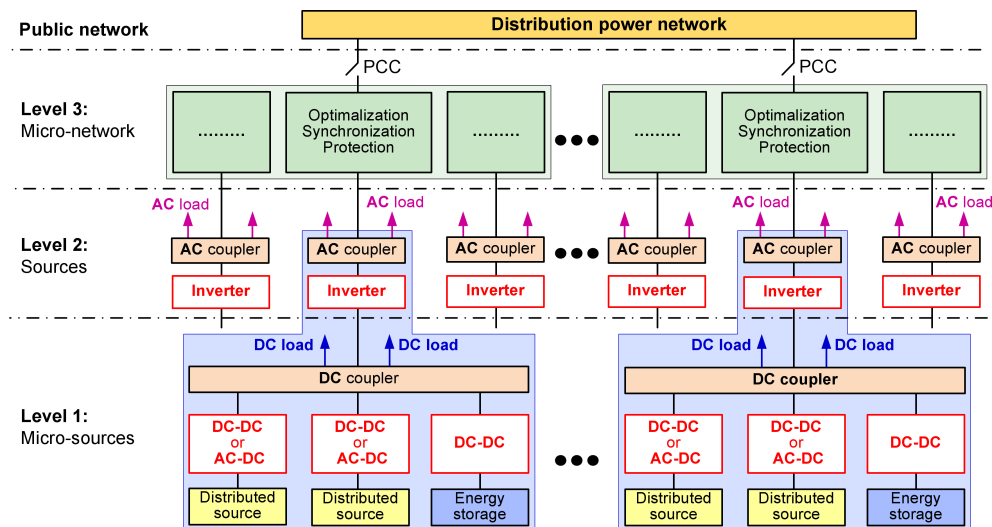 Public network
Distribution power network
PCC
PCC
Level 3:
Micro-network
.........
Optimalization
Synchronization
Protection
.........
.........
Optimalization
Synchronization
Protection
.........
AC load
AC load
AC load
AC load
Level 2:
Sources
AC coupler
AC coupler
AC coupler
AC coupler
AC coupler
AC coupler
Inverter
Inverter
Inverter
Inverter
Inverter
Inverter
DC load
DC load
DC load
DC load
DC coupler
DC coupler
Level 1:
Micro-sources
DC-DC
or
AC-DC
DC-DC
or
AC-DC
DC-DC
DC-DC
or
AC-DC
DC-DC
or
AC-DC
DC-DC
Distributed
source
Distributed
source
Energy
storage
Distributed
source
Distributed
source
Energy
storage